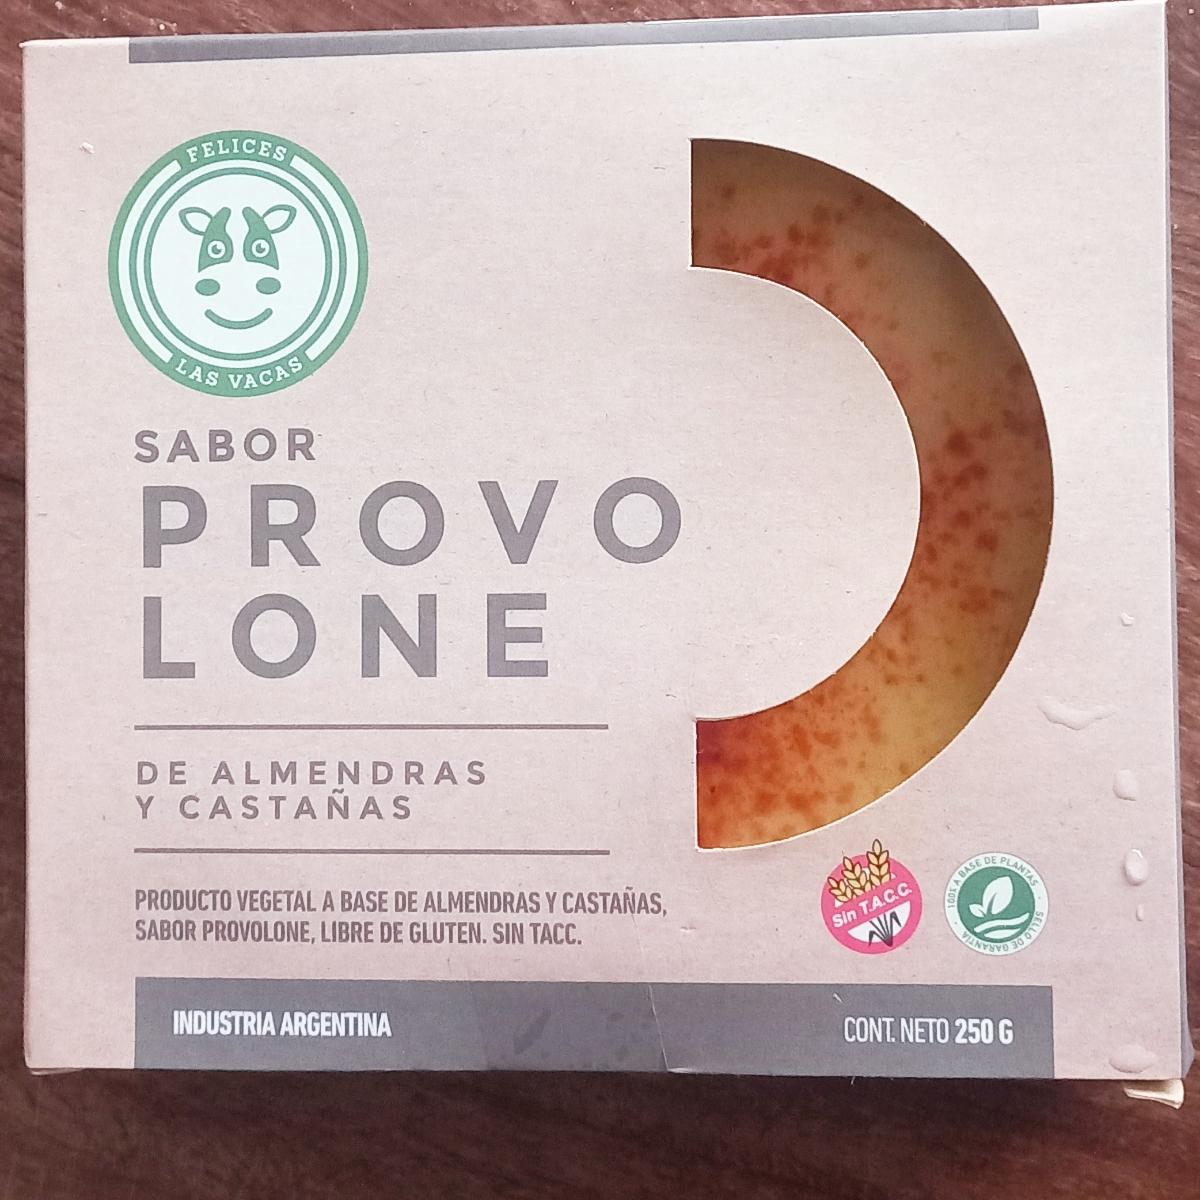 FELICES
LAS VACAS
SABOR
PROVO
LONE
DE ALMENDRAS
Y CASTAÑAS
PRODUCTO VEGETAL A BASE DE ALMENDRAS Y CASTAÑAS,
SABOR PROVOLONE, LIBRE DE GLUTEN. SIN TACC.
Sin T.A.C.C.
100% A BASE DE PLANTAS
SELLO DE GARANTÍA
INDUSTRIA ARGENTINA
CONT. NETO 250 G